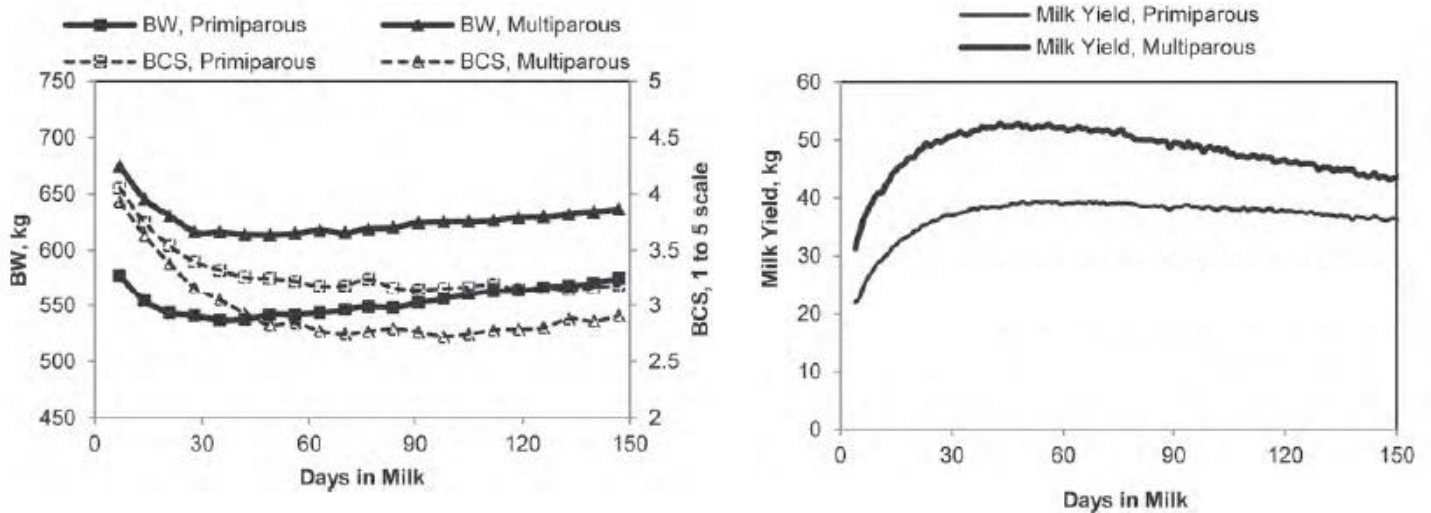 BW, Primiparous BW, Multiparous
BCS, Primiparous BCS, Multiparous
750
700
650
600
550
500
450
BW, kg
5
4.5
4
3.5
3
2.5
2
BCS, 1 to 5 scale
0 30 60 90 120 150
Days in Milk
Milk Yield, Primiparous
Milk Yield, Multiparous
60
50
40
30
20
10
0
Milk Yield, kg
0 30 60 90 120 150
Days in Milk